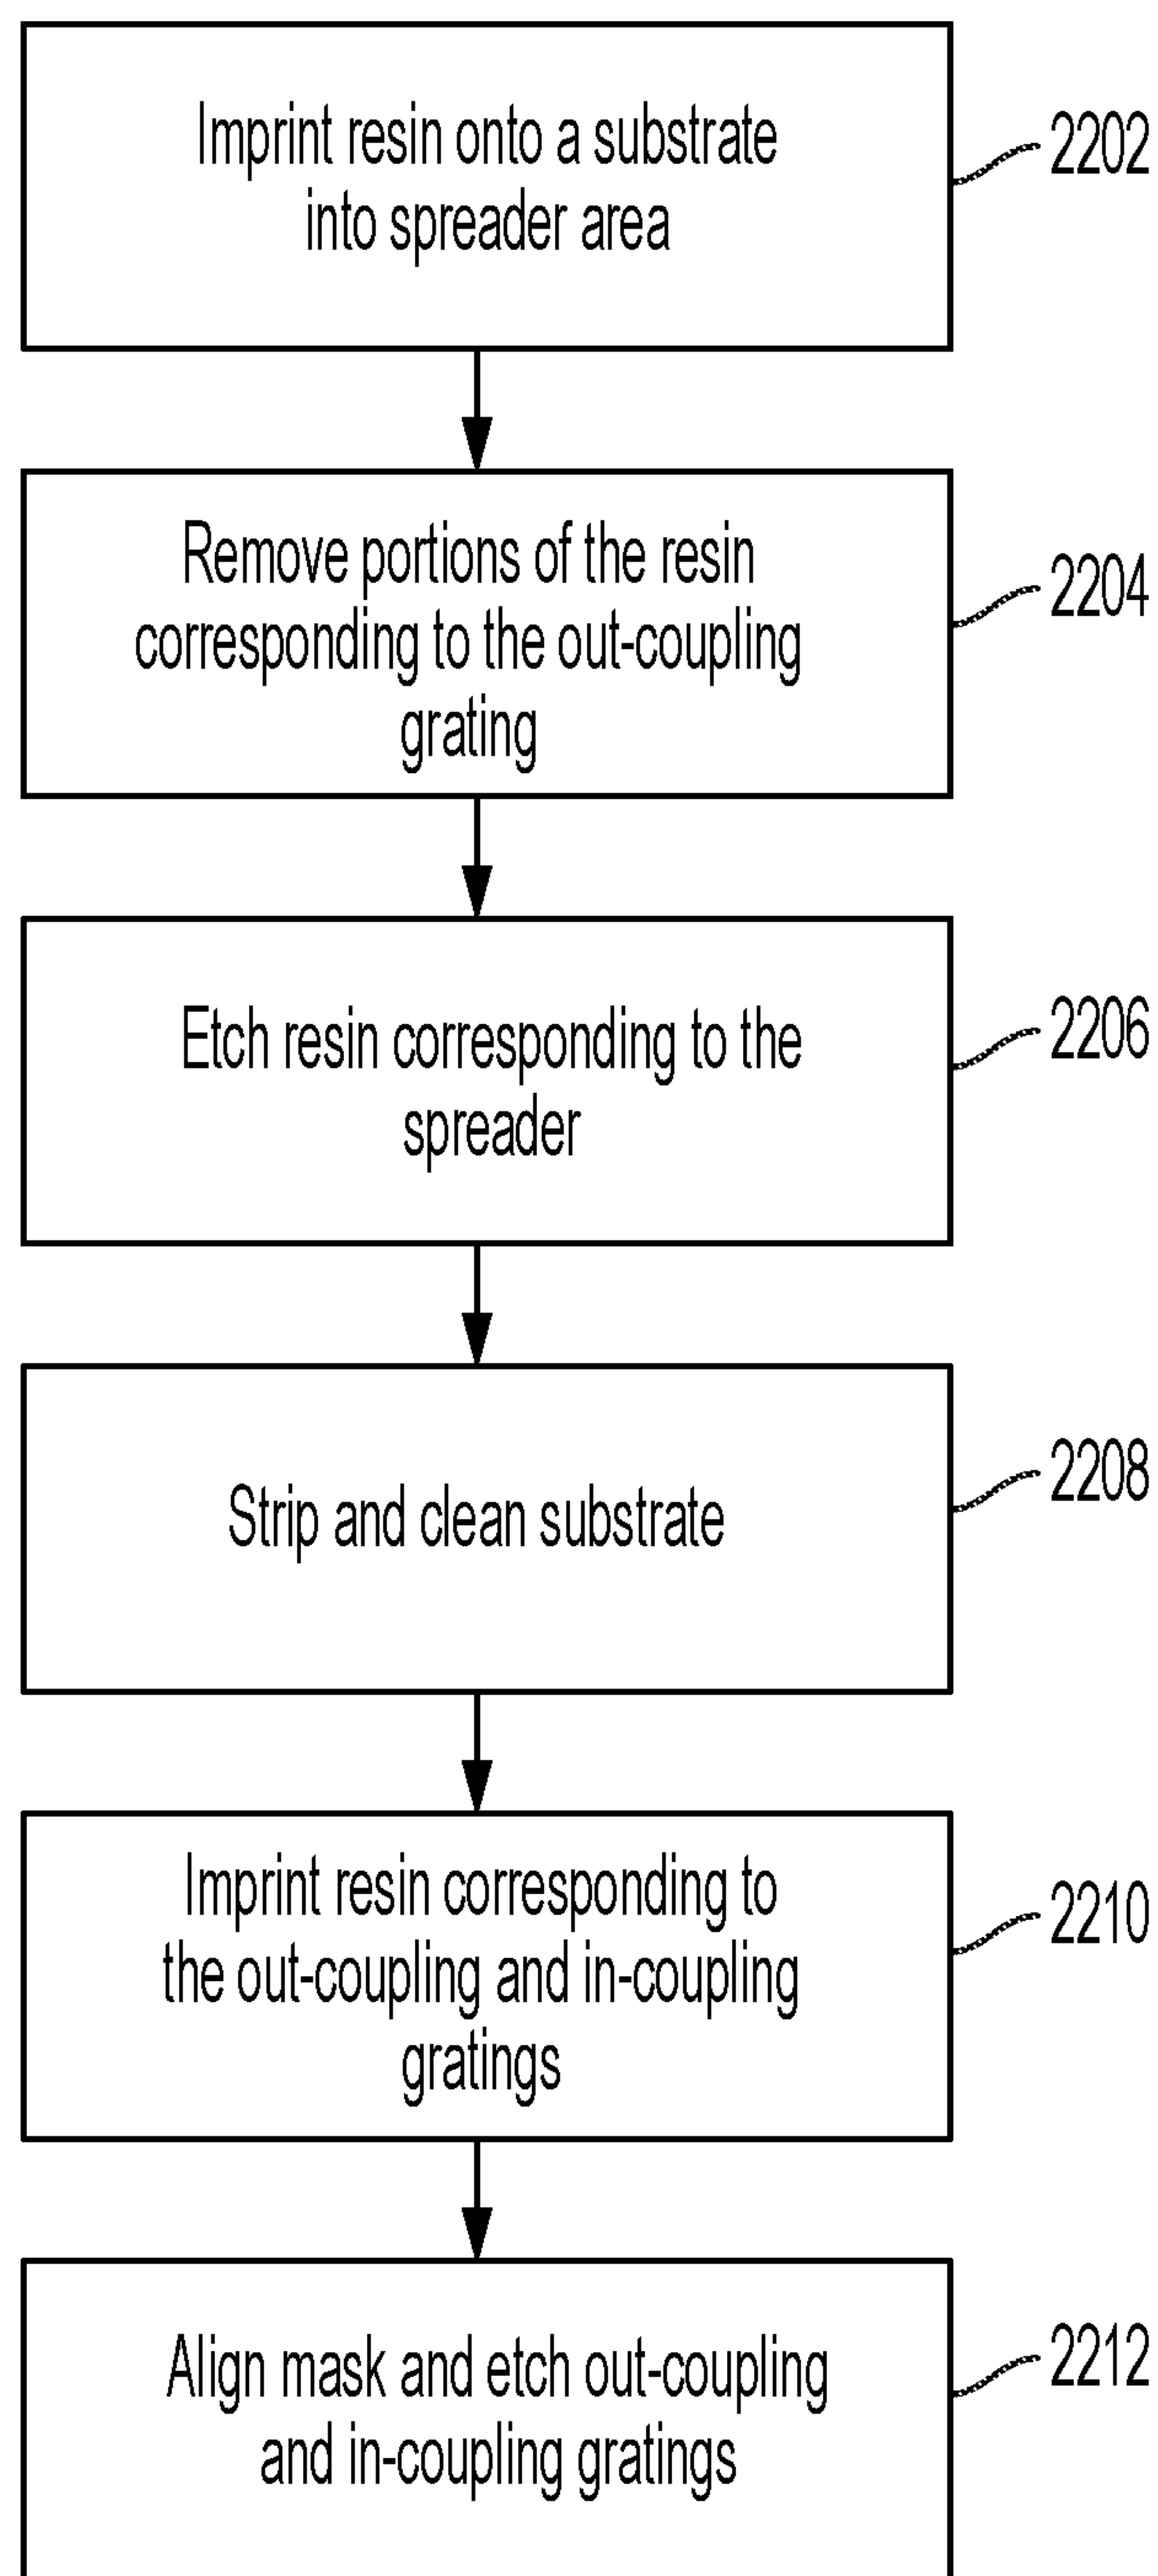 Imprint resin onto a substrate
into spreader area
2202
Remove portions of the resin
corresponding to the out-coupling
grating
2204
Etch resin corresponding to the
spreader
2206
Strip and clean substrate
2208
Imprint resin corresponding to
the out-coupling and in-coupling
gratings
2210
Align mask and etch out-coupling
and in-coupling gratings
2212